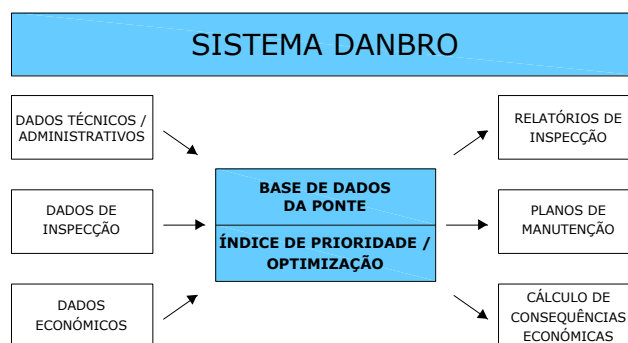 SISTEMA DANBRO
DADOS TÉCNICOS /
ADMINISTRATIVOS
DADOS DE
INSPECÇÃO
DADOS
ECONÓMICOS
BASE DE DADOS
DA PONTE
ÍNDICE DE PRIORIDADE /
OPTIMIZAÇÃO
RELATÓRIOS DE
INSPECÇÃO
PLANOS DE
MANUTENÇÃO
CÁLCULO DE
CONSEQUÊNCIAS
ECONÓMICAS